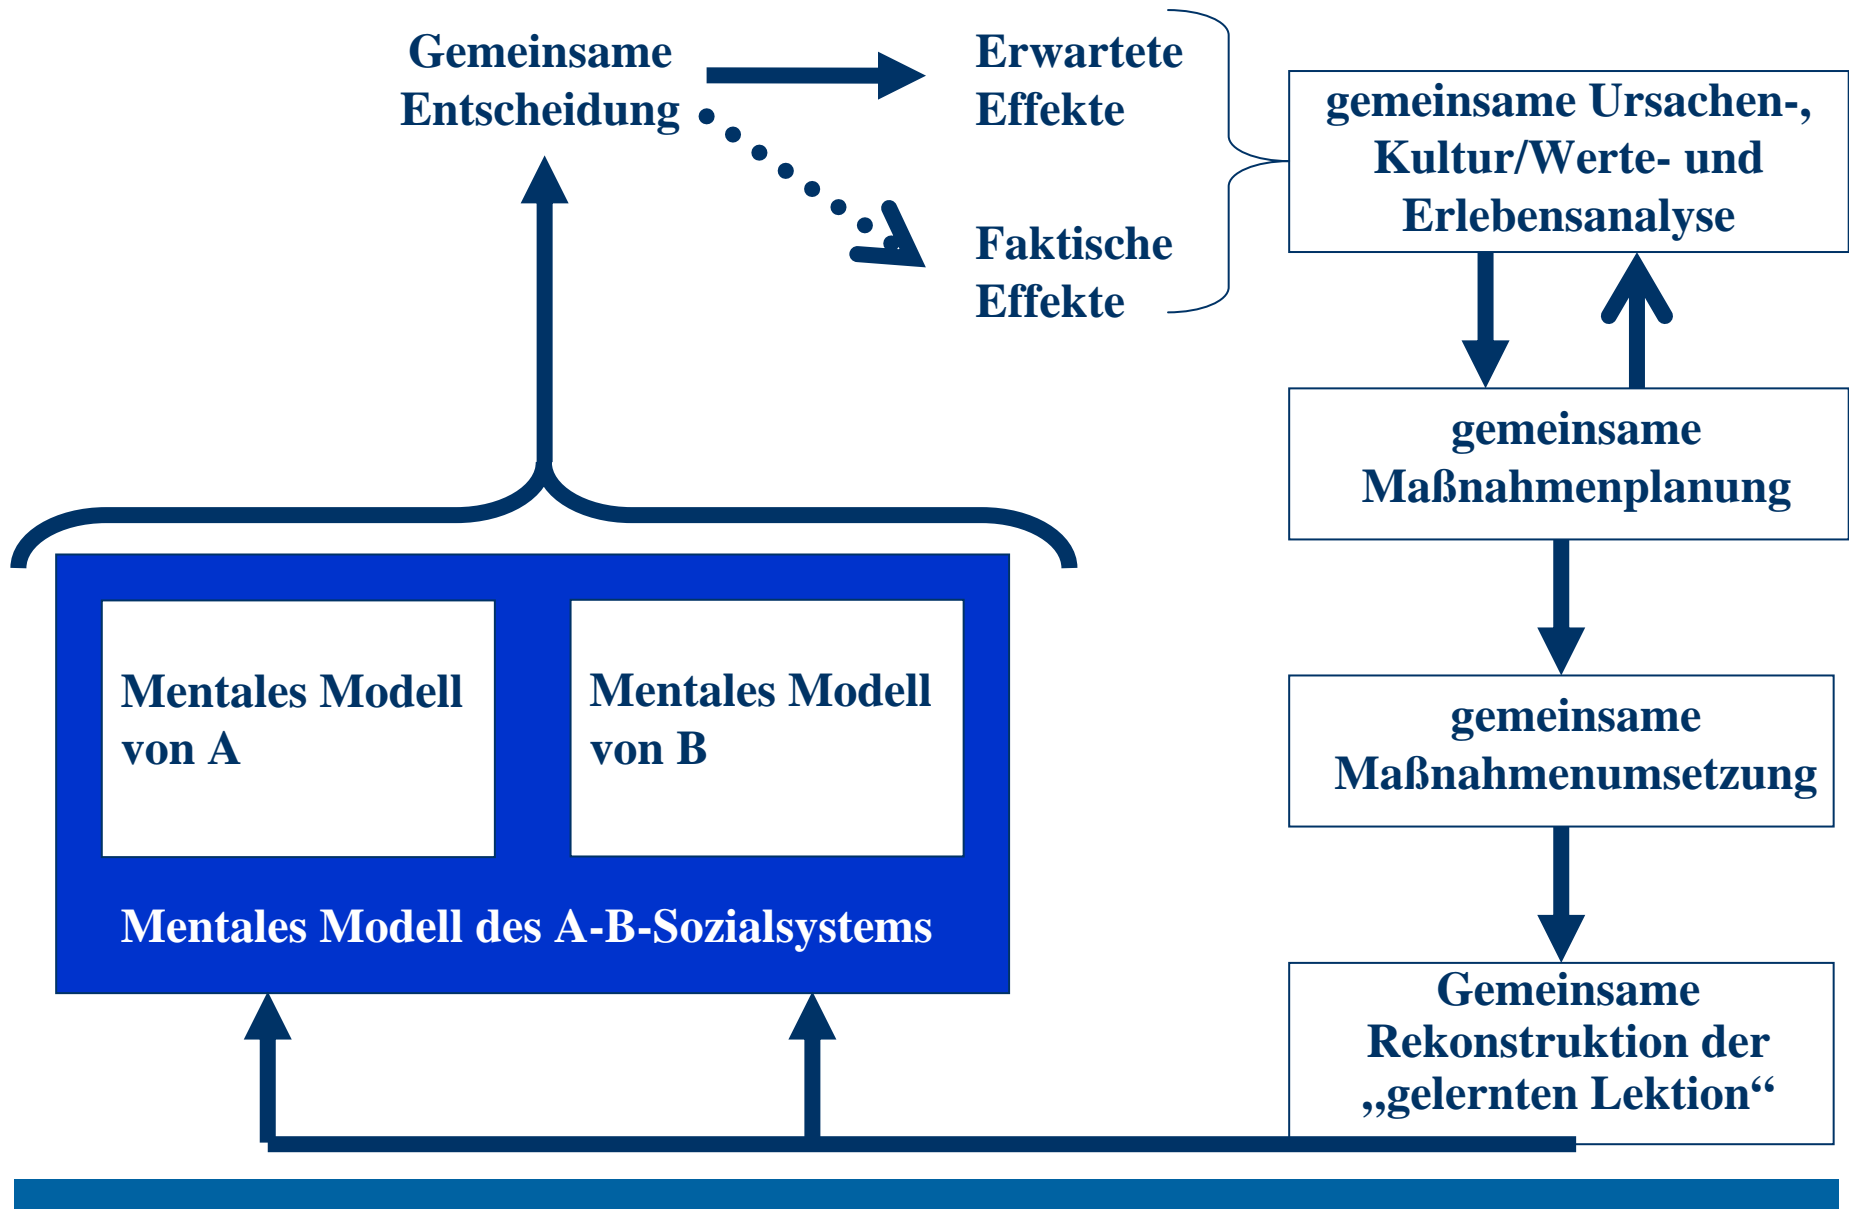 Gemeinsame
Entscheidung
Erwartete
Effekte
Faktische
Effekte
gemeinsame Ursachen-,
Kultur/Werte- und
Erlebensanalyse
gemeinsame
Maßnahmenplanung
gemeinsame
Maßnahmenumsetzung
Gemeinsame
Rekonstruktion der
„gelernten Lektion“
Mentales Modell
von A
Mentales Modell
von B
Mentales Modell des A-B-Sozialsystems